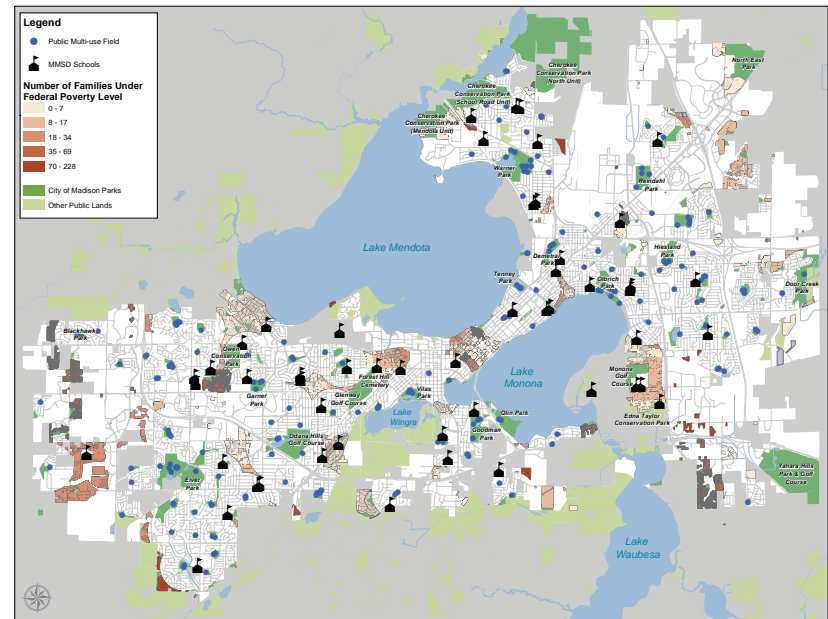 Legend
Public Multi-use Field
MMSD Schools
Number of Families Under
Federal Poverty Level
0 - 7
8 - 17
18 - 34
35 - 69
70 - 228
City of Madison Parks
Other Public Lands
Cherokee
Conservation Park
(North Unit)
North East
Park
Cherokee
Conservation Park
(School Road Unit)
Cherokee
Conservation Park
(Mendota Unit)
Warner
Park
Reindahl
Park
Lake Mendota
Hiestand
Park
Demetral
Park
Tenney
Park
Olbrich
Park
Door Creek
Park
Blackhawk
Park
Owen
Conservation
Park
Lake
Monona
Monona
Golf
Course
Forest Hill
Cemetery
Garner
Park
Glenway
Golf Course
Vilas
Park
Lake
Wingra
Olin Park
Edna Taylor
Conservation Park
Goodman
Park
Odana Hills
Golf Course
Elver
Park
Yahara Hills
Park & Golf
Course
Lake
Waubesa